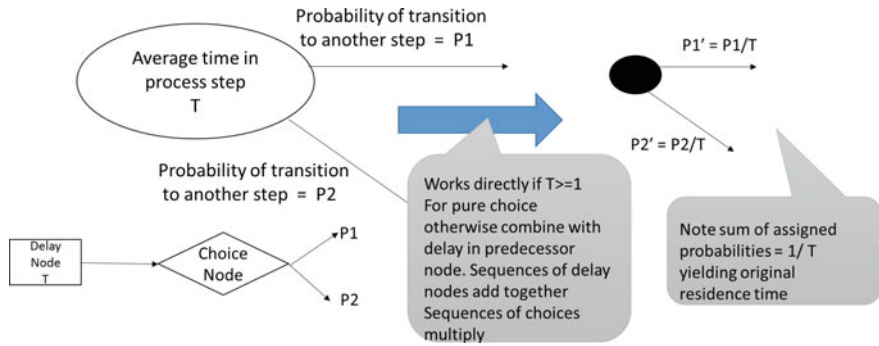 Average time in
process step
T
Probability of transition
to another step = P1
P1' = P1/T
P2' = P2/T
Probability of transition
to another step = P2
Delay
Node
T
Choice
Node
P1
P2
Works directly if T>=1
For pure choice
otherwise combine with
delay in predecessor
node. Sequences of delay
nodes add together
Sequences of choices
multiply
Note sum of assigned
probabilities = 1/ T
yielding original
residence time